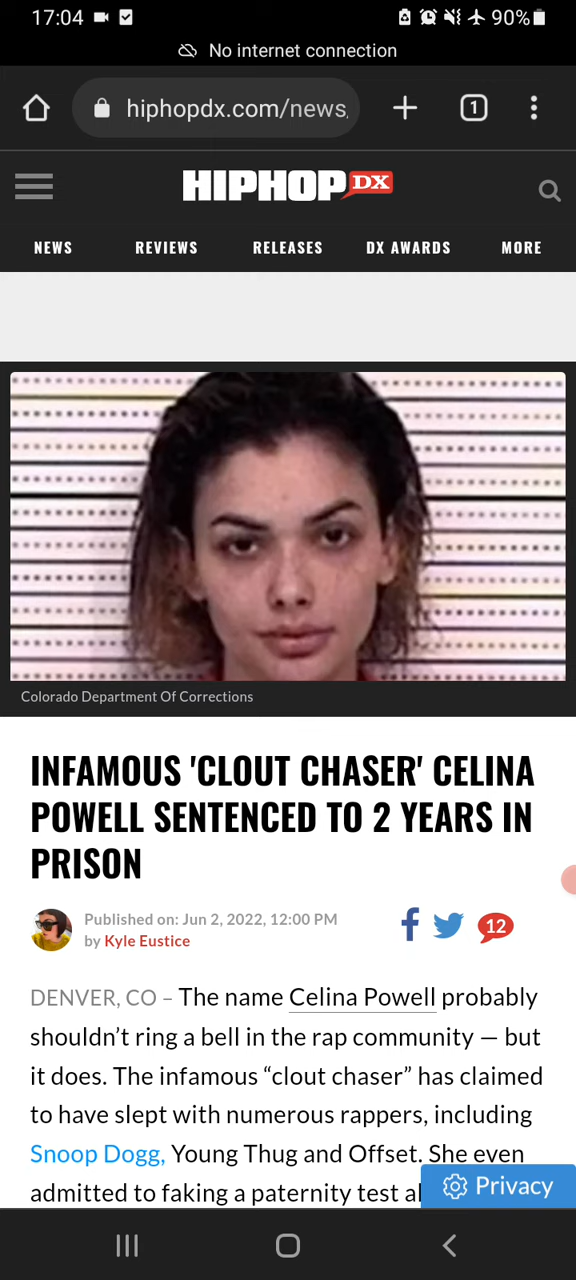 17:04 90%
No internet connection
hiphopdx.com/news, 1
HIPHOP DX
NEWS REVIEWS RELEASES DX AWARDS MORE
Colorado Department Of Corrections
INFAMOUS 'CLOUT CHASER' CELINA
POWELL SENTENCED TO 2 YEARS IN
PRISON
Published on: Jun 2, 2022, 12:00 PM
by Kyle Eustice
12
DENVER, CO – The name Celina Powell probably
shouldn’t ring a bell in the rap community — but
it does. The infamous “clout chaser” has claimed
to have slept with numerous rappers, including
Snoop Dogg, Young Thug and Offset. She even
admitted to faking a paternity test
Privacy